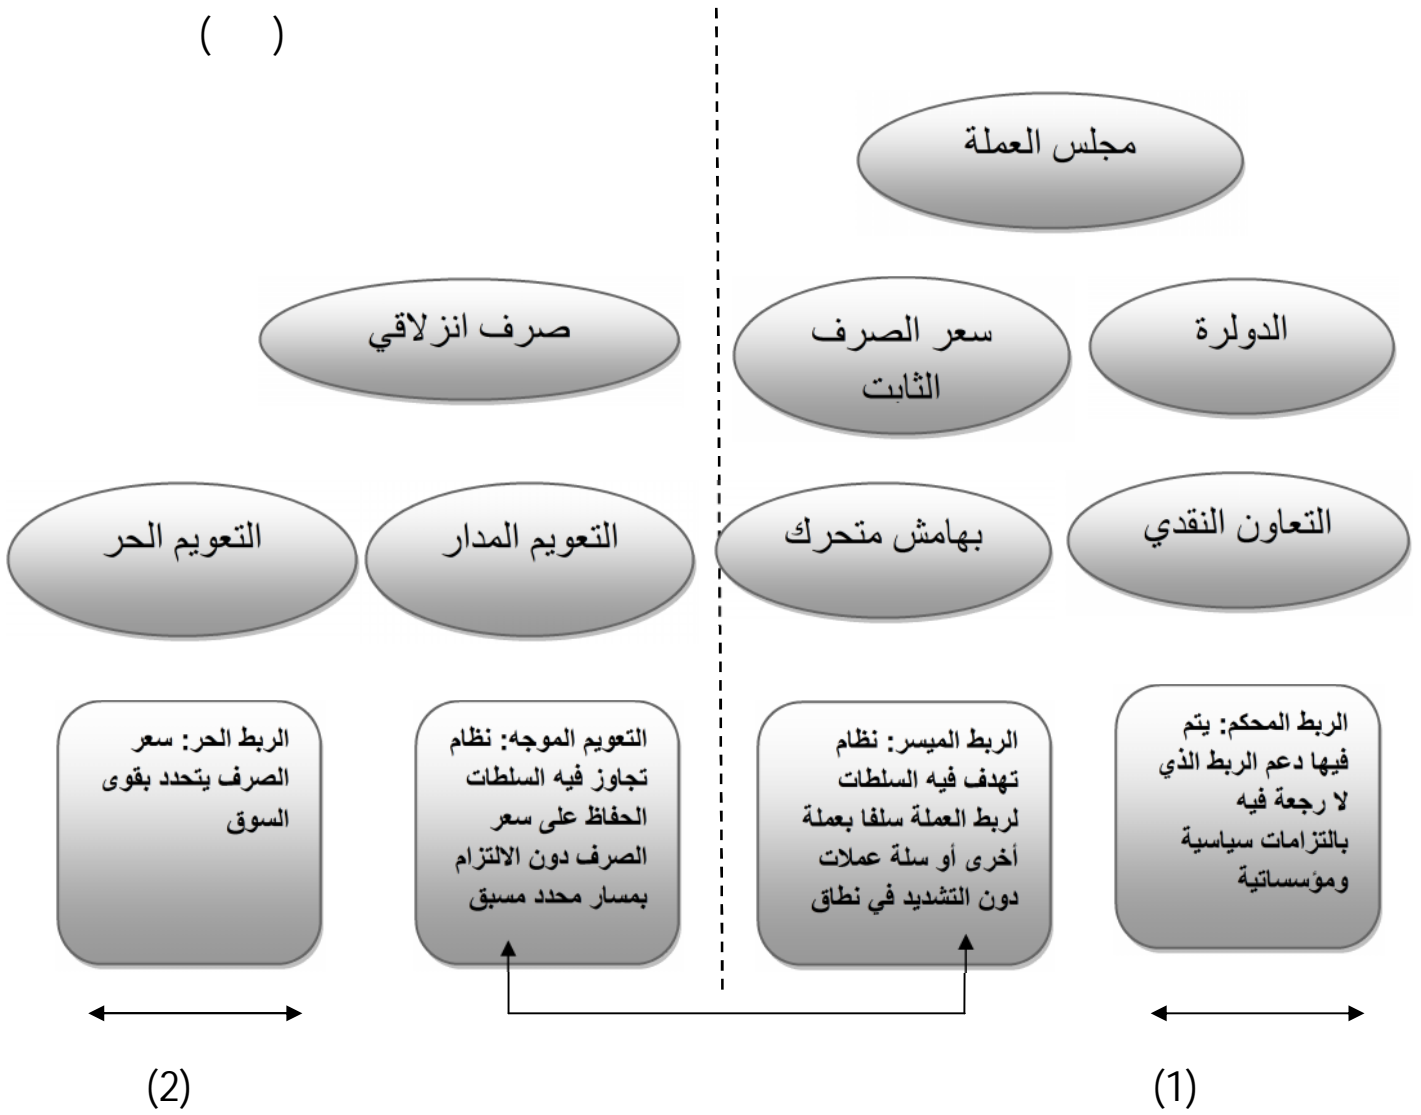 ( )
مجلس العملة
الدولرة
سعر الصرف
الثابت
صرف انزلاقي
التعاون النقدي
بهامش متحرك
التعويم المدار
التعويم الحر
الربط المحكم: يتم
فيها دعم الربط الذي
لا رجعة فيه
بالتزامات سياسية
ومؤسساتية
الربط الميسر: نظام
تهدف فيه السلطات
لربط العملة سلفا بعملة
أخرى أو سلة عملات
دون التشديد في نطاق
التعويم الموجه: نظام
تجاوز فيه السلطات
الحفاظ على سعر
الصرف دون الالتزام
بمسار محدد مسبق
الربط الحر: سعر
الصرف يتحدد بقوى
السوق
(1)
(2)